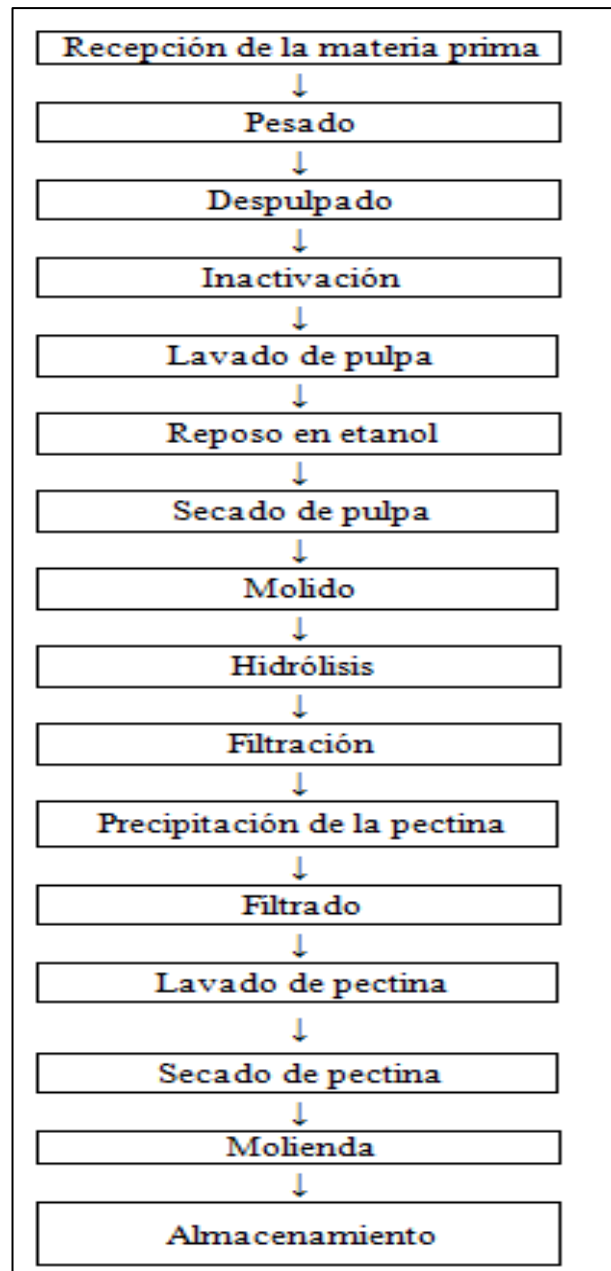 Recepción de la materia prima
↓
Pesado
↓
Despulpado
↓
Inactivación
↓
Lavado de pulpa
↓
Reposo en etanol
↓
Secado de pulpa
↓
Molido
↓
Hidrólisis
↓
Filtración
↓
Precipitación de la pectina
↓
Filtrado
↓
Lavado de pectina
↓
Secado de pectina
↓
Molienda
↓
Almacenamiento